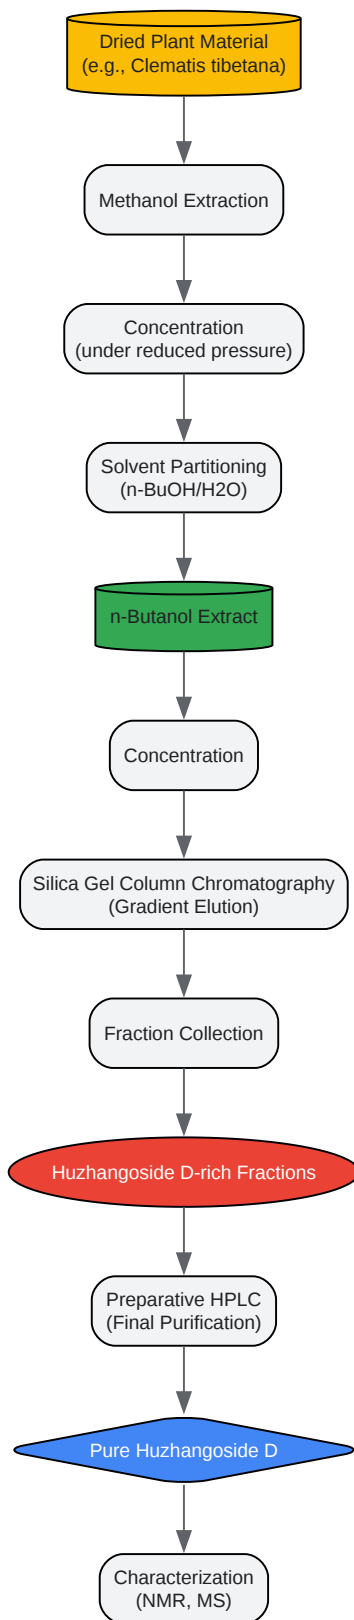 Dried Plant Material
(e.g., Clematis tibetana)
Methanol Extraction
Concentration
(under reduced pressure)
Solvent Partitioning
(n-BuOH/H2O)
n-Butanol Extract
Concentration
Silica Gel Column Chromatography
(Gradient Elution)
Fraction Collection
Huzhangoside D-rich Fractions
Preparative HPLC
(Final Purification)
Pure Huzhangoside D
Characterization
(NMR, MS)